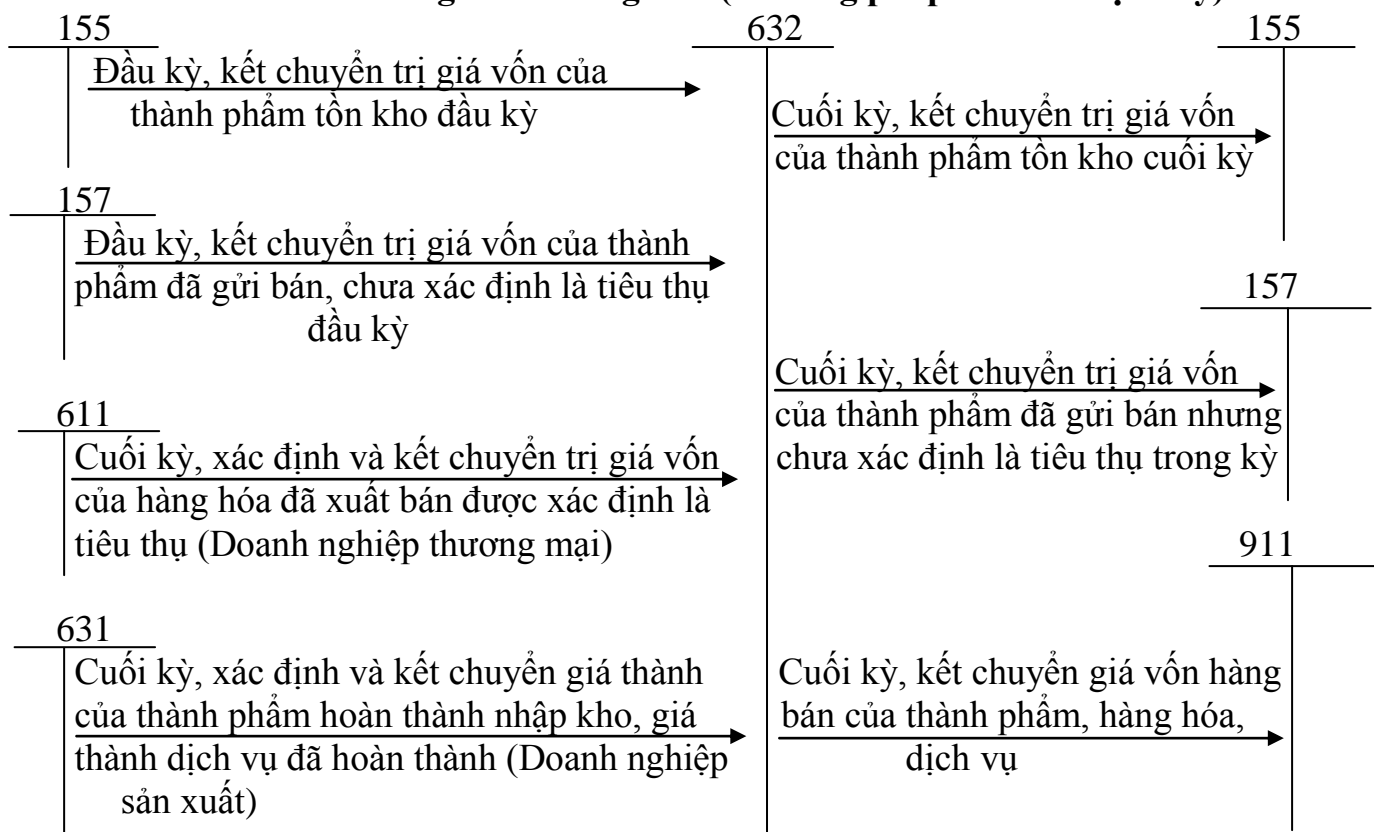 155
632
155
Đầu kỳ, kết chuyển trị giá vốn của
thành phẩm tồn kho đầu kỳ
Cuối kỳ, kết chuyển trị giá vốn
của thành phẩm tồn kho cuối kỳ
157
Đầu kỳ, kết chuyển trị giá vốn của thành
phẩm đã gửi bán, chưa xác định là tiêu thụ
đầu kỳ
157
Cuối kỳ, kết chuyển trị giá vốn
của thành phẩm đã gửi bán nhưng
chưa xác định là tiêu thụ trong kỳ
611
Cuối kỳ, xác định và kết chuyển trị giá vốn
của hàng hóa đã xuất bán được xác định là
tiêu thụ (Doanh nghiệp thương mại)
911
631
Cuối kỳ, xác định và kết chuyển giá thành
của thành phẩm hoàn thành nhập kho, giá
thành dịch vụ đã hoàn thành (Doanh nghiệp
sản xuất)
Cuối kỳ, kết chuyển giá vốn hàng
bán của thành phẩm, hàng hóa,
dịch vụ